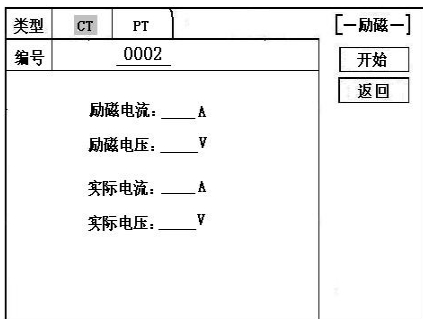 类型 CT PT [一励磁一]
编号 0002 开始
返回
励磁电流：____A
励磁电压：____V
实际电流：____A
实际电压：____V